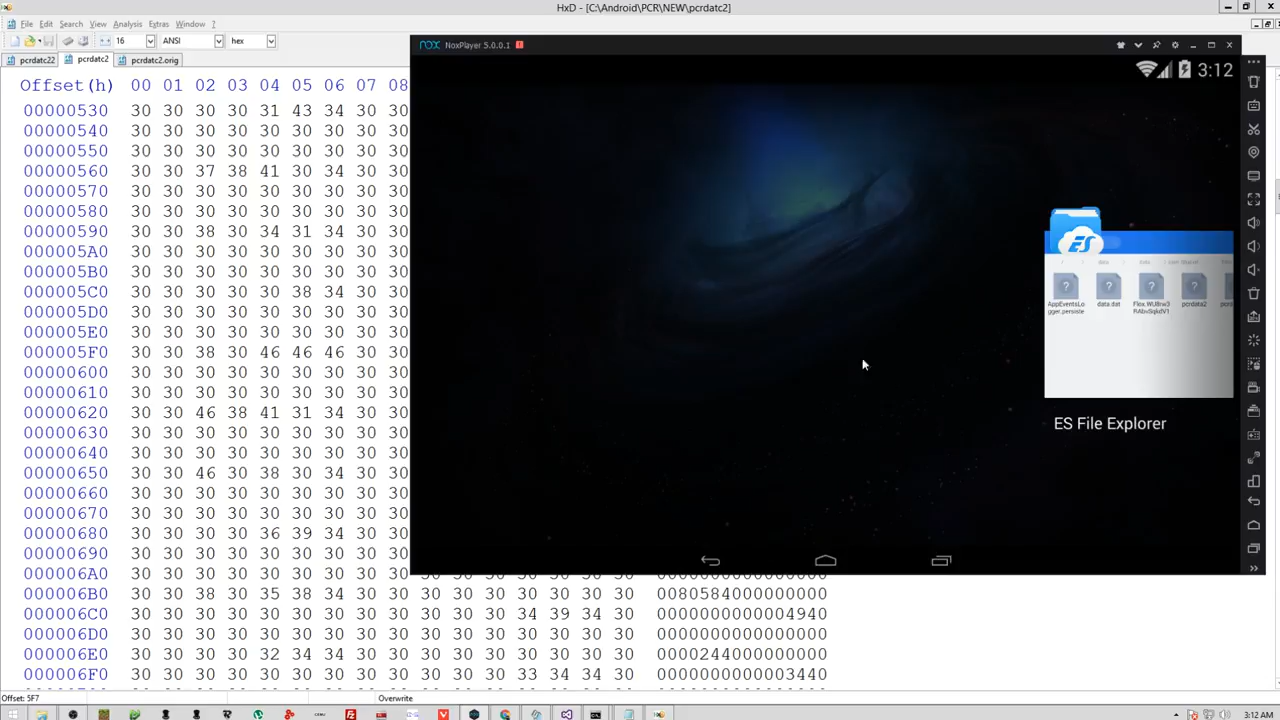 HxD - [C:\Android\PCR\NEW\pcrdatc2]
File Edit Search View Analysis Extras Window ?
16 ANSI hex
pcrdatc22 pcrdatc2 pcrdatc2.orig
NOX NoxPlayer 5.0.0.1
3:12
Offset(h) 00 01 02 03 04 05 06 07 08
00000530 30 30 30 30 31 43 34 30 30
00000540 30 30 30 30 30 30 30 30 30
00000550 30 30 30 30 30 30 30 30 30
00000560 30 30 37 38 41 30 34 30 30
00000570 30 30 30 30 30 30 30 30 30
00000580 30 30 30 30 30 30 30 30 30
00000590 30 30 38 30 34 31 34 30 30
000005A0 30 30 30 30 30 30 30 30 30
000005B0 30 30 30 30 30 30 30 30 30
000005C0 30 30 30 30 30 38 34 30 30
000005D0 30 30 30 30 30 30 30 30 30
000005E0 30 30 30 30 30 30 30 30 30
000005F0 30 30 38 30 46 46 46 30 30
00000600 30 30 30 30 30 30 30 30 30
00000610 30 30 30 30 30 30 30 30 30
00000620 30 30 46 38 41 31 34 30 30
00000630 30 30 30 30 30 30 30 30 30
00000640 30 30 30 30 30 30 30 30 30
00000650 30 30 46 30 38 30 34 30 30
00000660 30 30 30 30 30 30 30 30 30
00000670 30 30 30 30 30 30 30 30 30
00000680 30 30 30 30 36 39 34 30 30
00000690 30 30 30 30 30 30 30 30 30
000006A0 30 30 30 30 30 30 30 30 30 30 30 30 30 30 30 30 0000000000000000
000006B0 30 30 38 30 35 38 34 30 30 30 30 30 30 30 30 30 0080584000000000
000006C0 30 30 30 30 30 30 30 30 30 30 30 30 34 39 34 30 0000000000004940
000006D0 30 30 30 30 30 30 30 30 30 30 30 30 30 30 30 30 0000000000000000
000006E0 30 30 30 30 32 34 34 30 30 30 30 30 30 30 30 30 0000244000000000
000006F0 30 30 30 30 30 30 30 30 30 30 30 30 33 34 34 30 0000000000003440
ES
AppEventsLo
gger.persiste
data.dat
pcrdata2
ES File Explorer
Offset: 5F7 Overwrite
3:12 AM